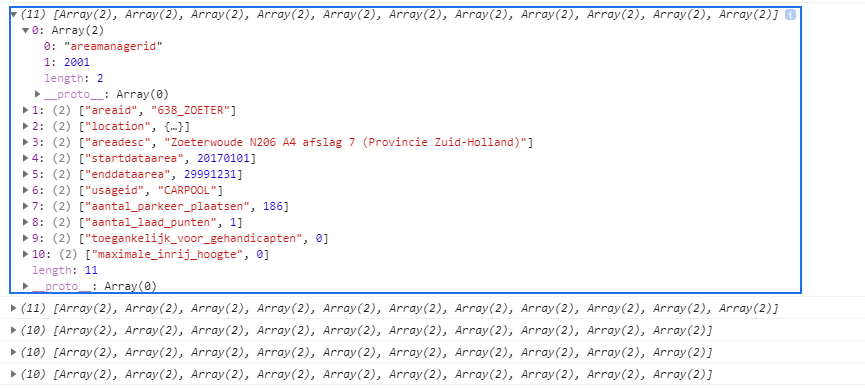 (11) [Array(2), Array(2), Array(2), Array(2), Array(2), Array(2), Array(2), Array(2), Array(2), Array(2), Array(2)] i
0: Array(2)
0: "areamanagerid"
1: 2001
length: 2
__proto__: Array(0)
1: (2) ["areaid", "638_ZOETER"]
2: (2) ["location", {…}]
3: (2) ["areadesc", "Zoeterwoude N206 A4 afslag 7 (Provincie Zuid-Holland)"]
4: (2) ["startdataarea", 20170101]
5: (2) ["enddataarea", 29991231]
6: (2) ["usageid", "CARPOOL"]
7: (2) ["aantal_parkeer_plaatsen", 186]
8: (2) ["aantal_laad_punten", 1]
9: (2) ["toegankelijk_voor_gehandicapten", 0]
10: (2) ["maximale_inrij_hoogte", 0]
length: 11
__proto__: Array(0)
(11) [Array(2), Array(2), Array(2), Array(2), Array(2), Array(2), Array(2), Array(2), Array(2), Array(2), Array(2)]
(10) [Array(2), Array(2), Array(2), Array(2), Array(2), Array(2), Array(2), Array(2), Array(2), Array(2)]
(10) [Array(2), Array(2), Array(2), Array(2), Array(2), Array(2), Array(2), Array(2), Array(2), Array(2)]
(10) [Array(2), Array(2), Array(2), Array(2), Array(2), Array(2), Array(2), Array(2), Array(2), Array(2)]